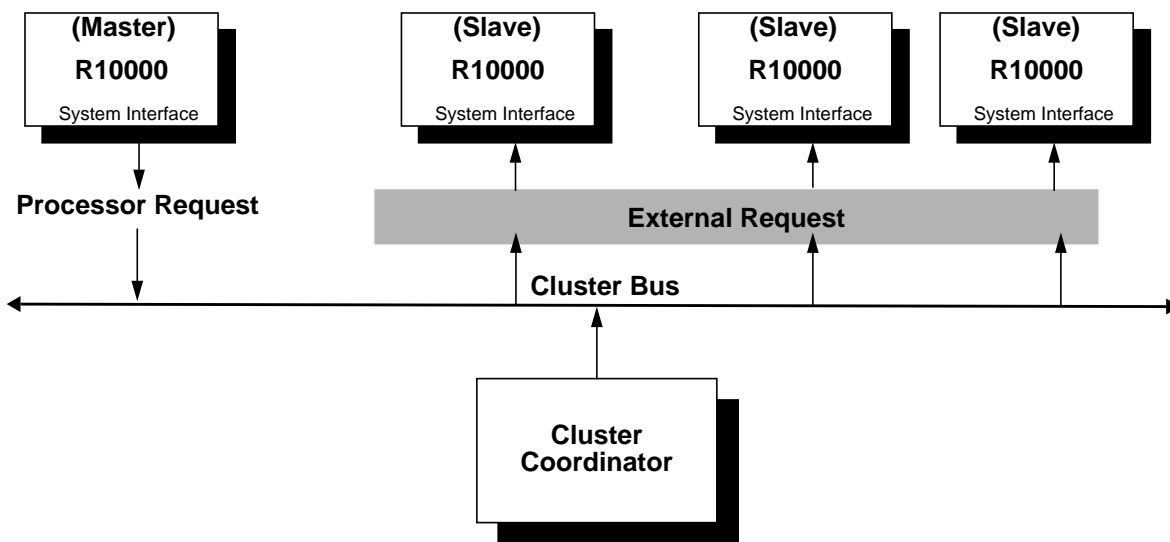 (Master)
R10000
System Interface
(Slave)
R10000
System Interface
(Slave)
R10000
System Interface
(Slave)
R10000
System Interface
Processor Request
External Request
Cluster Bus
Cluster
Coordinator